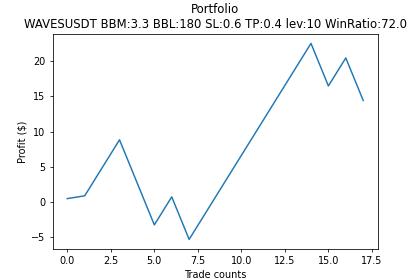 Portfolio
WAVESUSDT BBM:3.3 BBL:180 SL:0.6 TP:0.4 lev:10 WinRatio:72.0
Profit ($)
20
15
10
5
0
−5
0.0 2.5 5.0 7.5 10.0 12.5 15.0 17.5
Trade counts